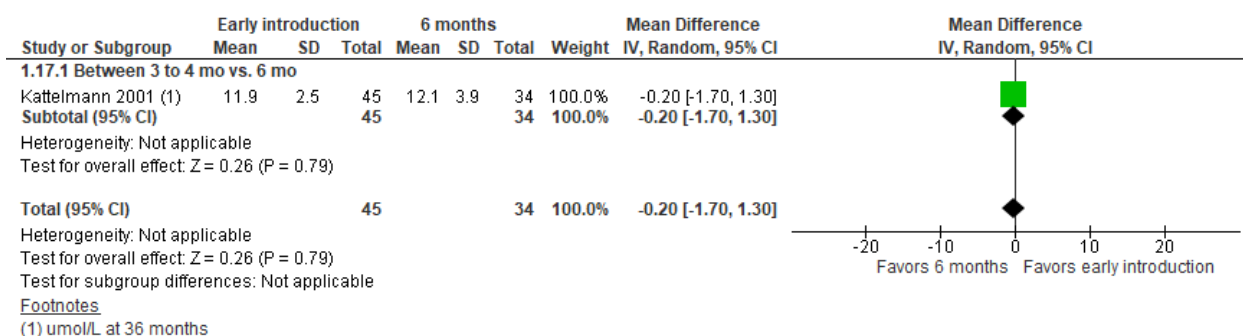 Early introduction 6 months Mean Difference Mean Difference
Study or Subgroup Mean SD Total Mean SD Total Weight IV, Random, 95% CI IV, Random, 95% CI
1.17.1 Between 3 to 4 mo vs. 6 mo
Kattelmann 2001 (1) 11.9 2.5 45 12.1 3.9 34 100.0% -0.20 [-1.70, 1.30]
Subtotal (95% CI) 45 34 100.0% -0.20 [-1.70, 1.30]
Heterogeneity: Not applicable
Test for overall effect: Z = 0.26 (P = 0.79)
Total (95% CI) 45 34 100.0% -0.20 [-1.70, 1.30]
Heterogeneity: Not applicable
Test for overall effect: Z = 0.26 (P = 0.79)
Test for subgroup differences: Not applicable
-20 -10 0 10 20
Favors 6 months Favors early introduction
Footnotes
(1) umol/L at 36 months